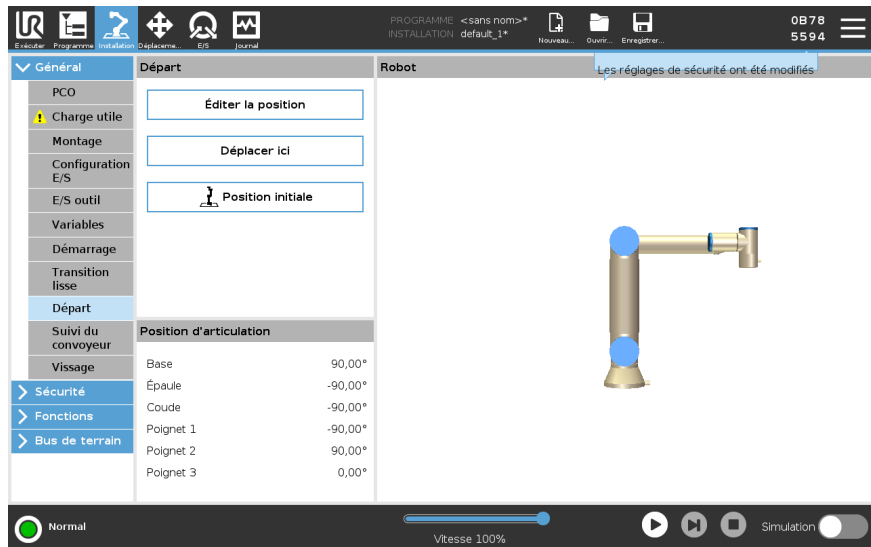 UR
Exécuter Programme Installation Déplaceme... E/S Journal
PROGRAMME <sans nom>*
INSTALLATION default_1*
Nouveau... Ouvrir... Enregistrer...
0B78
5594
Général
PCO
Charge utile
Montage
Configuration
E/S
E/S outil
Variables
Démarrage
Transition
lisse
Départ
Suivi du
convoyeur
Vissage
Sécurité
Fonctions
Bus de terrain
Départ
Éditer la position
Déplacer ici
Position initiale
Position d'articulation
Base 90,00°
Épaule -90,00°
Coude -90,00°
Poignet 1 -90,00°
Poignet 2 90,00°
Poignet 3 0,00°
Robot
Les réglages de sécurité ont été modifiés
Normal
Vitesse 100%
Simulation